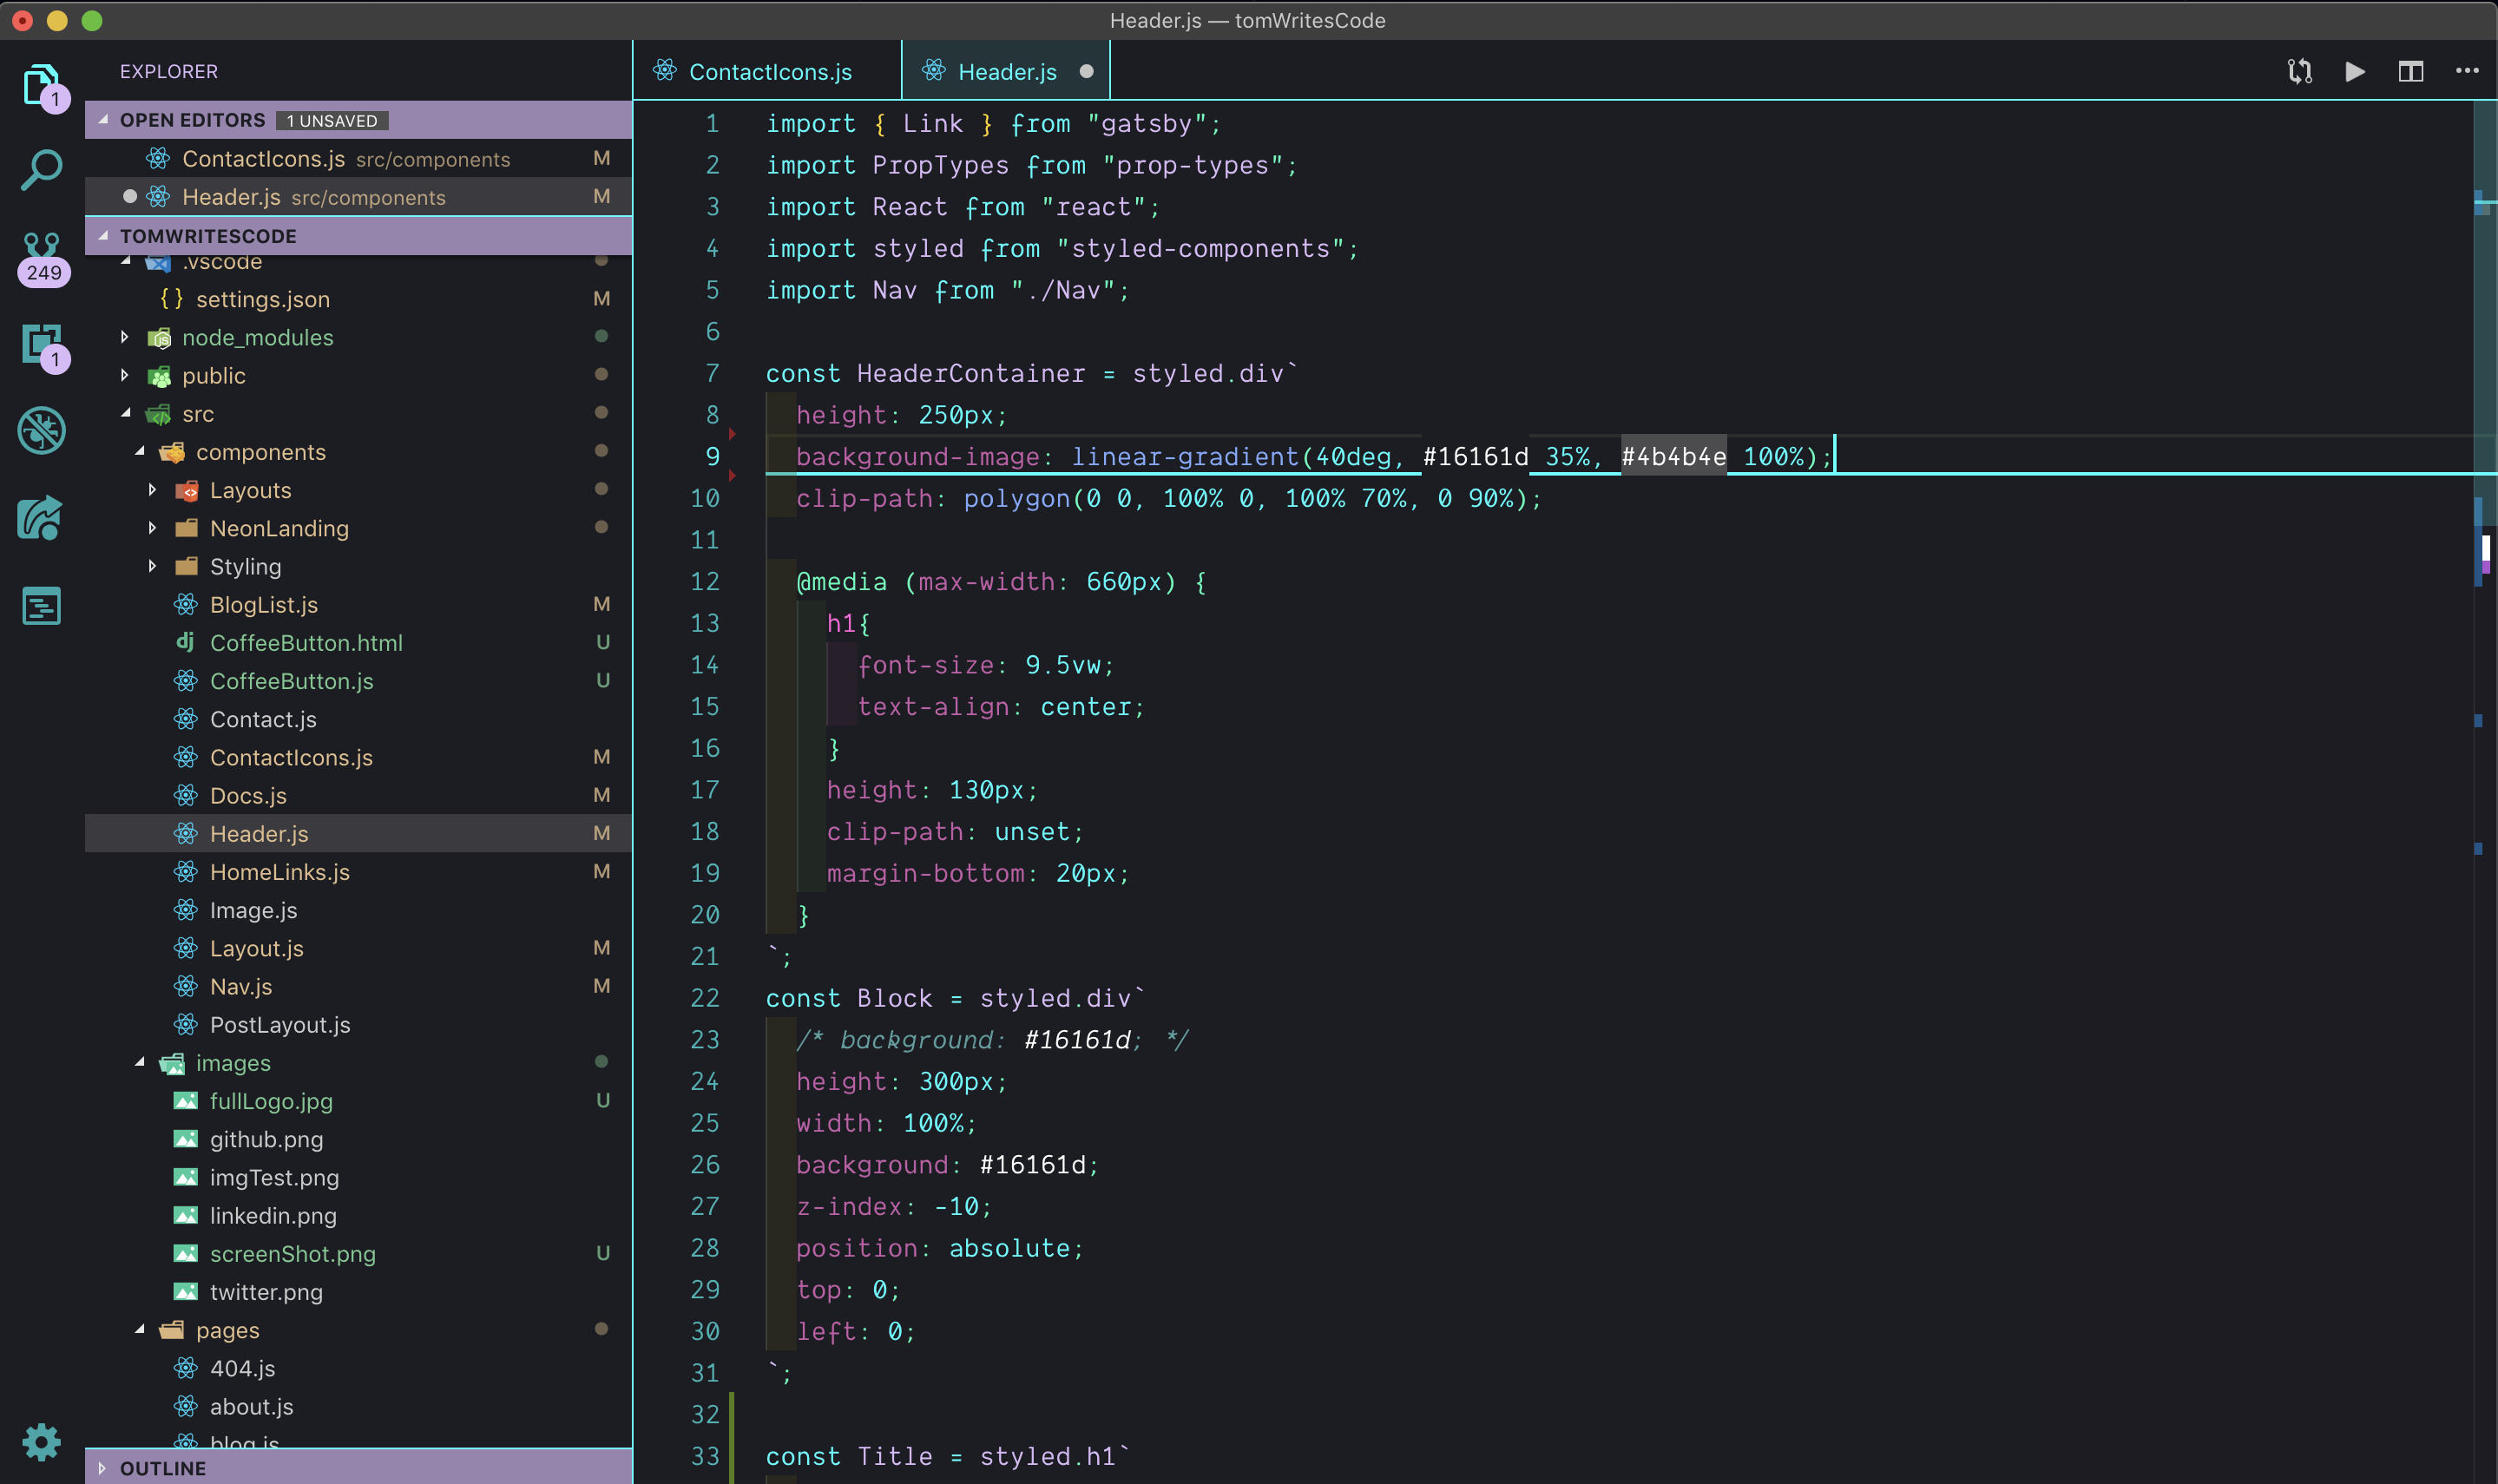 Header.js — tomWritesCode
EXPLORER
1
249
1
OPEN EDITORS 1 UNSAVED
ContactIcons.js src/components M
Header.js src/components M
TOMWRITESCODE
.vscode
{ } settings.json M
node_modules
public
src
components
Layouts
NeonLanding
Styling
BlogList.js M
dj CoffeeButton.html U
CoffeeButton.js U
Contact.js
ContactIcons.js M
Docs.js M
Header.js M
HomeLinks.js M
Image.js
Layout.js M
Nav.js M
PostLayout.js
images
fullLogo.jpg U
github.png
imgTest.png
linkedin.png
screenShot.png U
twitter.png
pages
404.js
about.js
blog.js
OUTLINE
ContactIcons.js Header.js
1 import { Link } from "gatsby";
2 import PropTypes from "prop-types";
3 import React from "react";
4 import styled from "styled-components";
5 import Nav from "./Nav";
6
7 const HeaderContainer = styled.div`
8 height: 250px;
9 background-image: linear-gradient(40deg, #16161d 35%, #4b4b4e 100%);
10 clip-path: polygon(0 0, 100% 0, 100% 70%, 0 90%);
11
12 @media (max-width: 660px) {
13 h1{
14 font-size: 9.5vw;
15 text-align: center;
16 }
17 height: 130px;
18 clip-path: unset;
19 margin-bottom: 20px;
20 }
21 `;
22 const Block = styled.div`
23 /* background: #16161d; */
24 height: 300px;
25 width: 100%;
26 background: #16161d;
27 z-index: -10;
28 position: absolute;
29 top: 0;
30 left: 0;
31 `;
32
33 const Title = styled.h1`